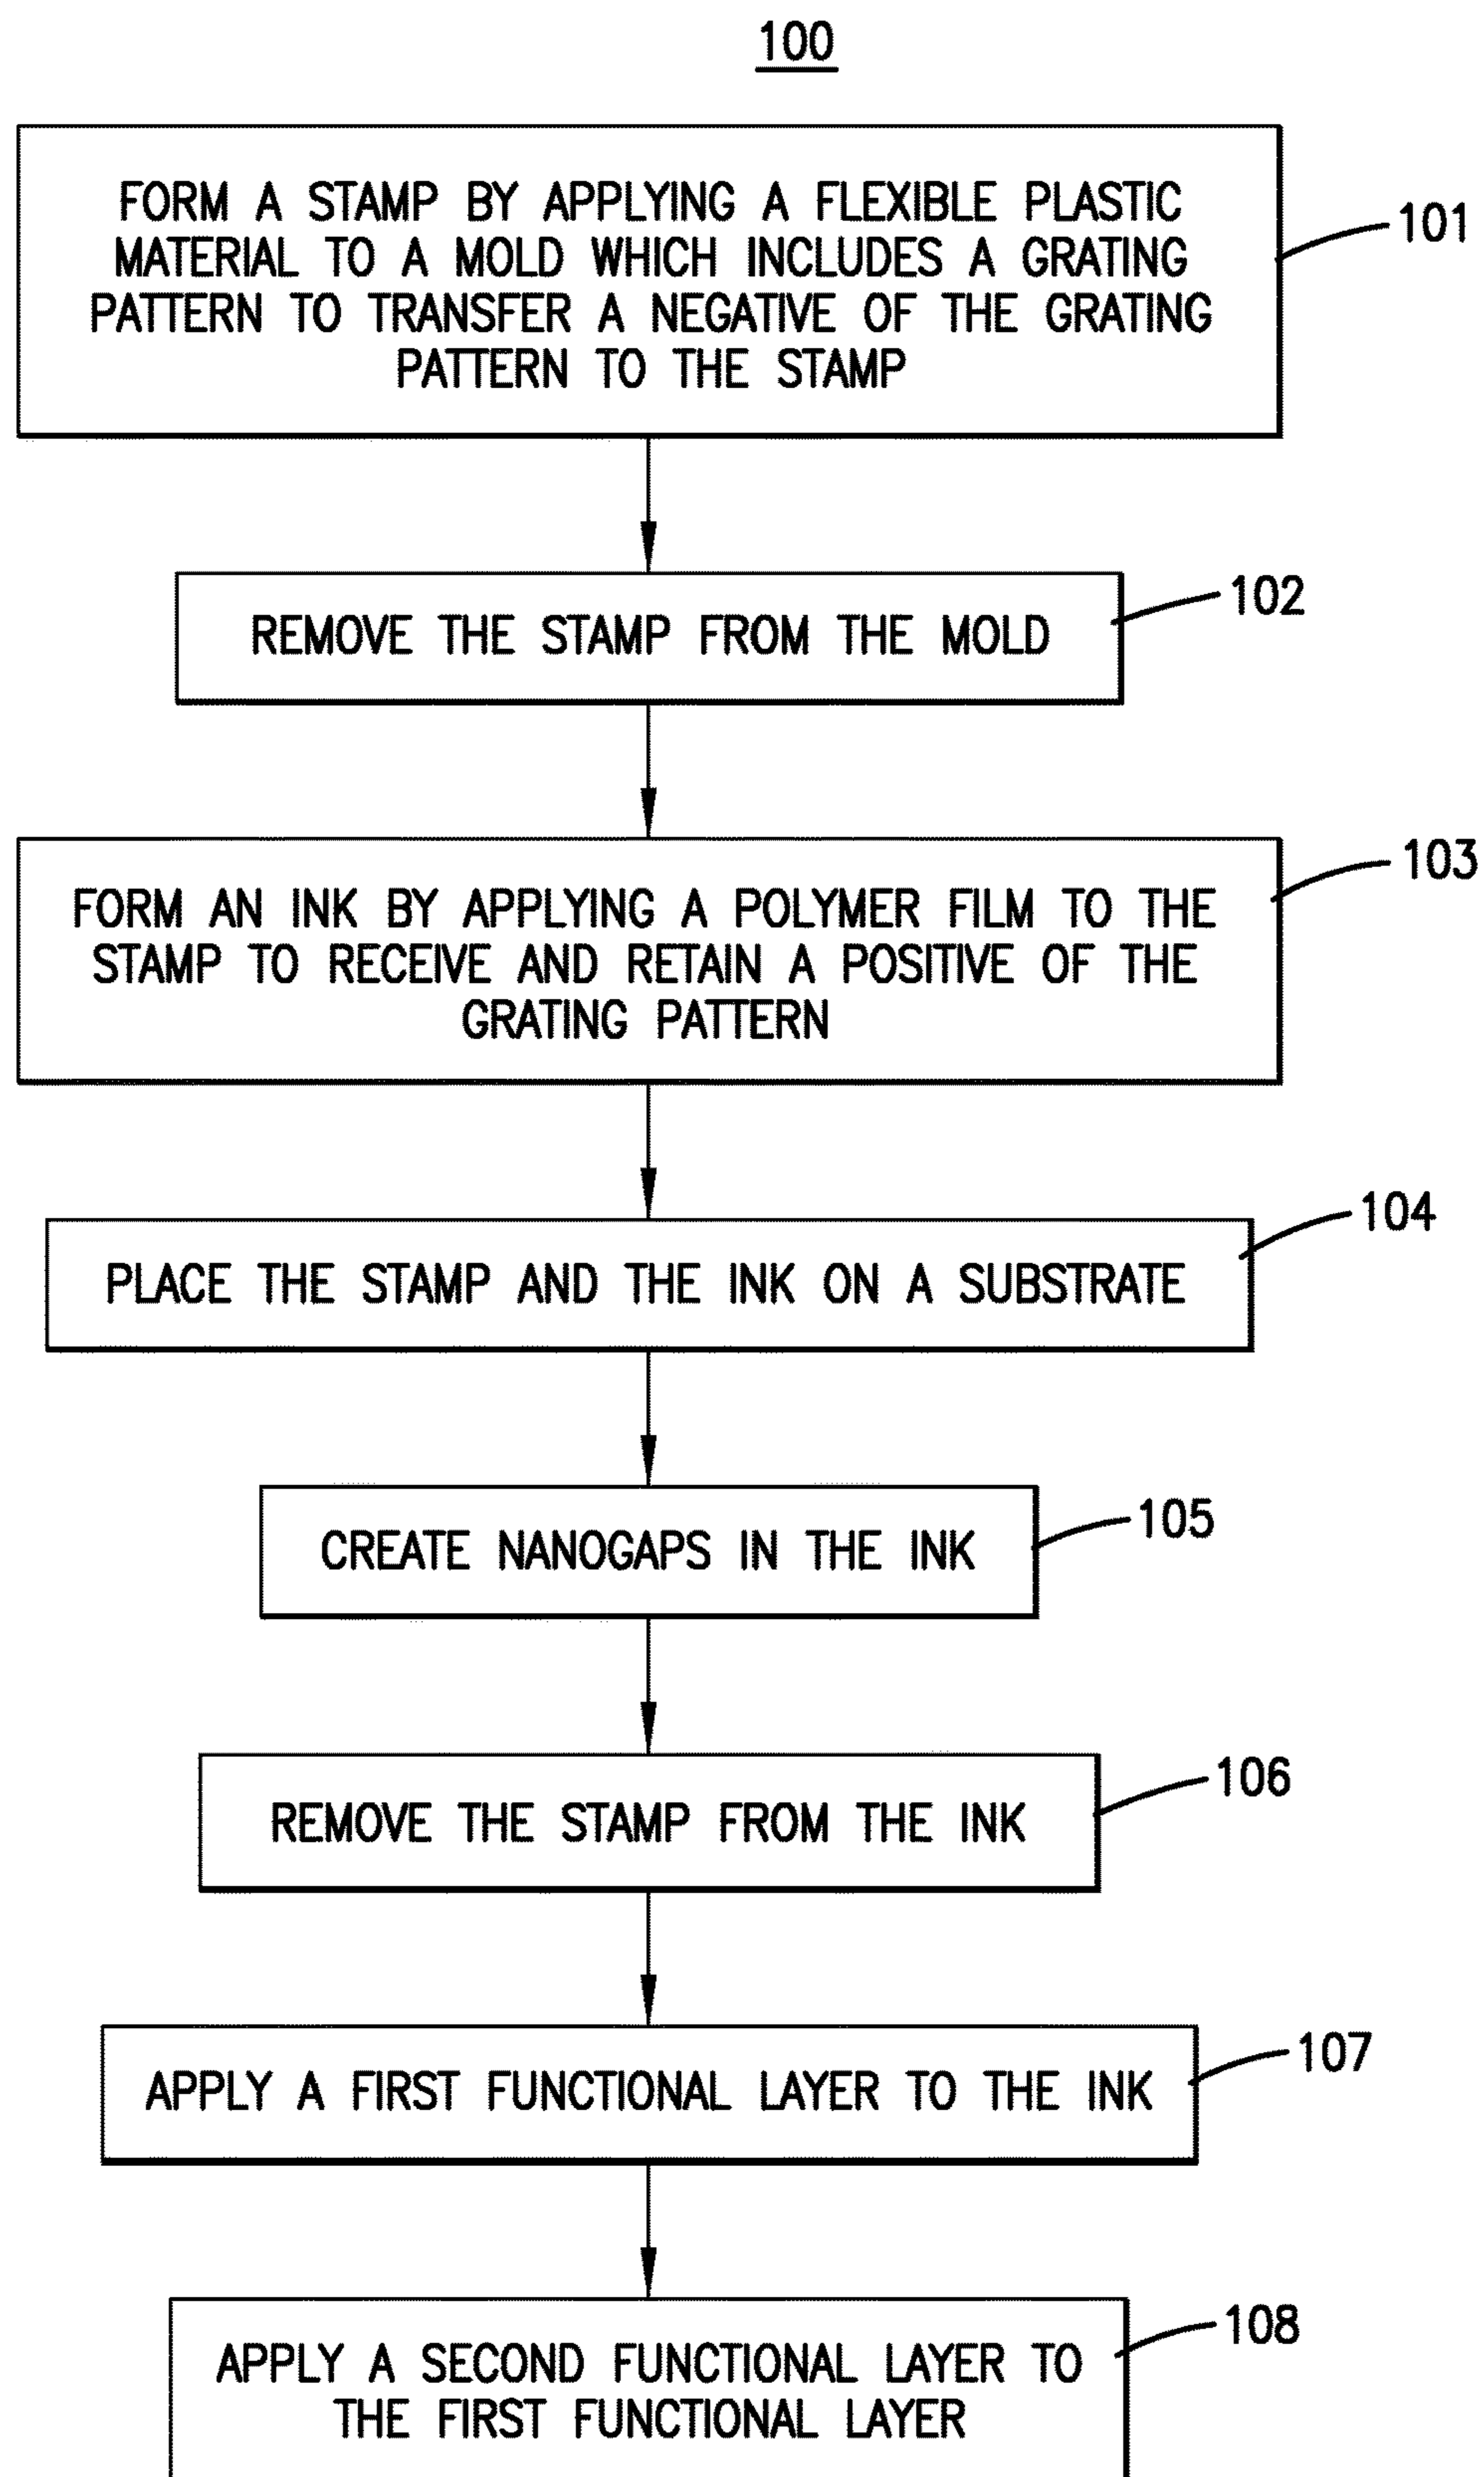 100
FORM A STAMP BY APPLYING A FLEXIBLE PLASTIC
MATERIAL TO A MOLD WHICH INCLUDES A GRATING
PATTERN TO TRANSFER A NEGATIVE OF THE GRATING
PATTERN TO THE STAMP
101
REMOVE THE STAMP FROM THE MOLD
102
FORM AN INK BY APPLYING A POLYMER FILM TO THE
STAMP TO RECEIVE AND RETAIN A POSITIVE OF THE
GRATING PATTERN
103
PLACE THE STAMP AND THE INK ON A SUBSTRATE
104
CREATE NANOGAPS IN THE INK
105
REMOVE THE STAMP FROM THE INK
106
APPLY A FIRST FUNCTIONAL LAYER TO THE INK
107
APPLY A SECOND FUNCTIONAL LAYER TO
THE FIRST FUNCTIONAL LAYER
108